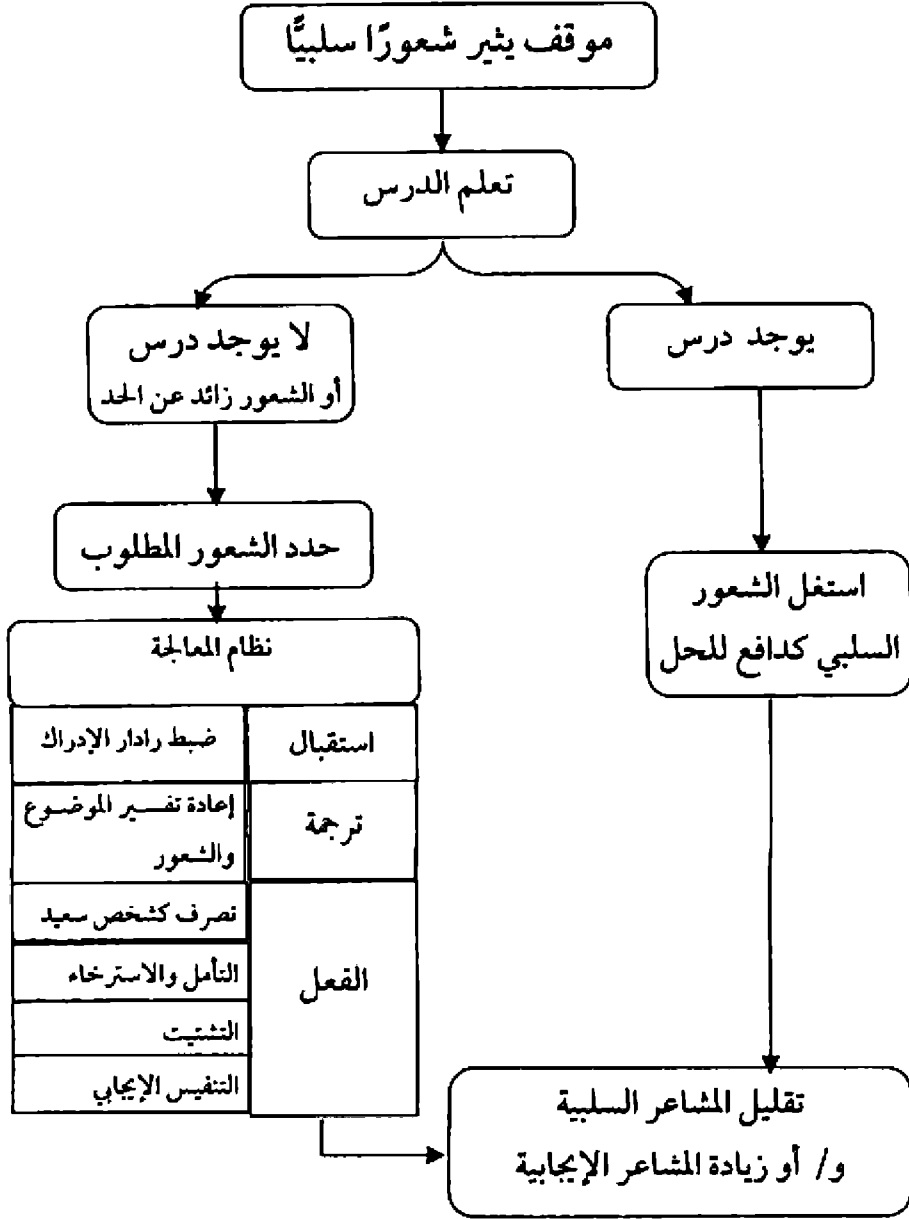 موقف يثير شعورًا سلبيًّا
تعلم الدرس
يوجد درس
لا يوجد درس
أو الشعور زائد عن الحد
حدد الشعور المطلوب
استغل الشعور
السلبي كدافع للحل
نظام المعالجة
استقبال
ضبط رادار الإدراك
ترجمة
إعادة تفسير الموضوع
والشعور
الفعل
تصرف كشخص سعيد
التأمل والاسترخاء
التشتيت
التنفيس الإيجابي
تقليل المشاعر السلبية
و/ أو زيادة المشاعر الإيجابية